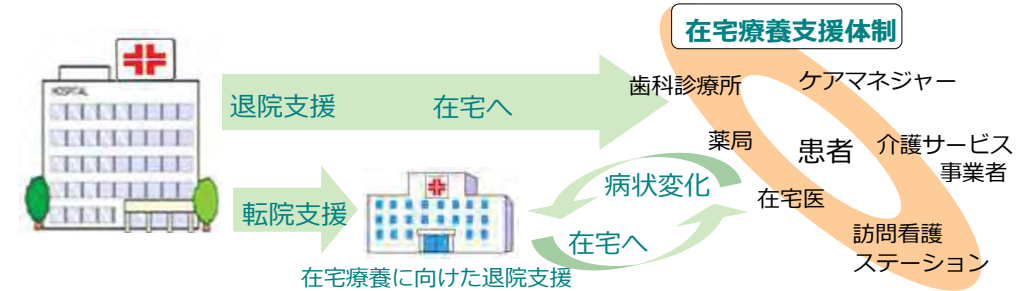 在宅療養支援体制
HOSPITAL
退院支援
在宅へ
歯科診療所
ケアマネジャー
薬局
患者
介護サービス
事業者
転院支援
病状変化
在宅医
在宅へ
訪問看護
ステーション
在宅療養に向けた退院支援